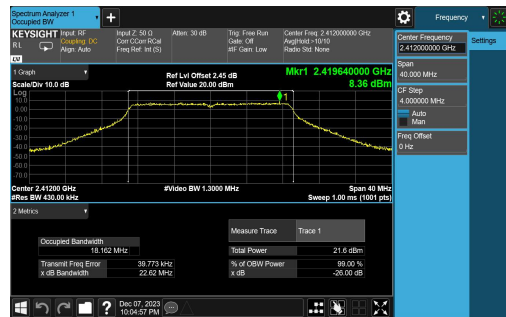 Spectrum Analyzer 1
Occupied BW
Frequency
KEYSIGHT
RL
Input: RF
Coupling: DC
Align: Auto
Input Z: 50 Ω
Corr CCorr RCal
Freq Ref: Int (S)
Atten: 30 dB
Trig: Free Run
Gate: Off
#IF Gain: Low
Center Freq: 2.412000000 GHz
Avg|Hold:>10/10
Radio Std: None
Center Frequency
2.412000000 GHz
Settings
Span
40.000 MHz
CF Step
4.000000 MHz
Auto
Man
Freq Offset
0 Hz
1 Graph
Scale/Div 10.0 dB
Ref Lvl Offset 2.45 dB
Ref Value 20.00 dBm
Mkr1 2.419640000 GHz
8.36 dBm
Log
10.0
0.00
-10.0
-20.0
-30.0
-40.0
-50.0
-70.0
1
Center 2.41200 GHz
#Res BW 430.00 kHz
#Video BW 1.3000 MHz
Span 40 MHz
Sweep 1.00 ms (1001 pts)
2 Metrics
Measure Trace
Trace 1
Occupied Bandwidth
18.162 MHz
Total Power
21.6 dBm
Transmit Freq Error
39.773 kHz
% of OBW Power
99.00 %
x dB Bandwidth
22.62 MHz
x dB
-26.00 dB
Dec 07, 2023
10:04:57 PM